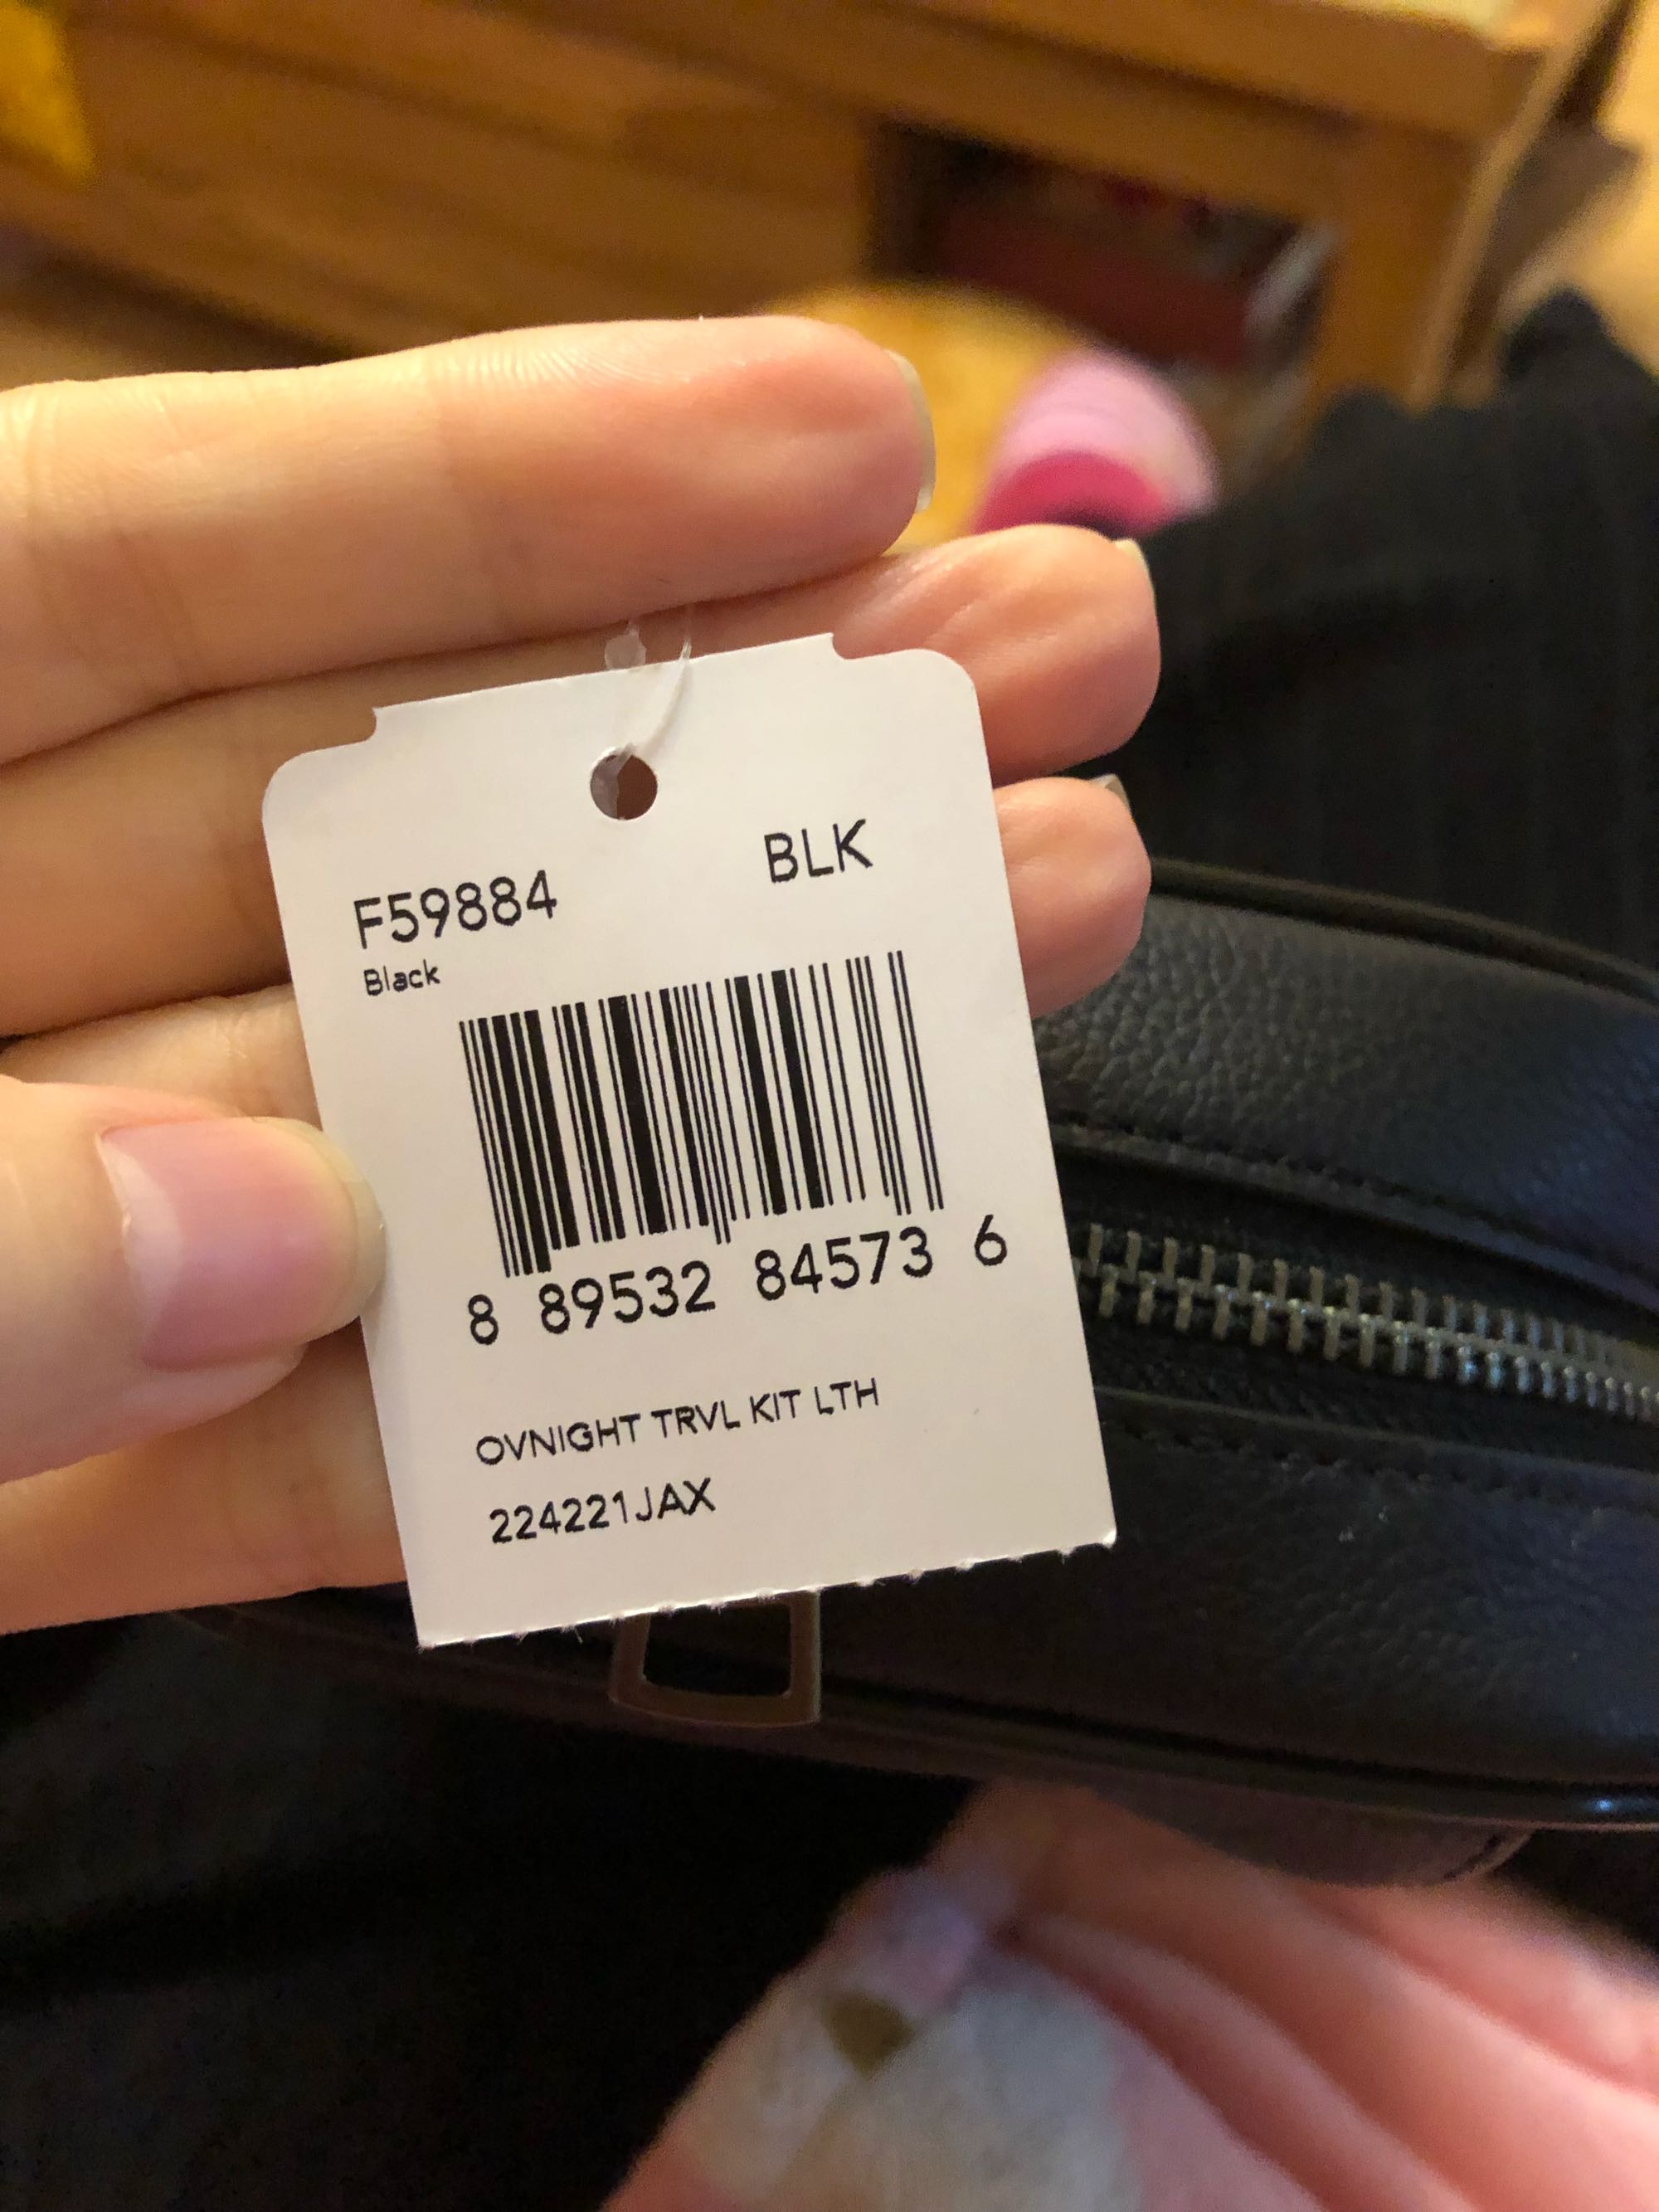 F59884 BLK
Black
8 89532 84573 6
OVNIGHT TRVL KIT LTH
224221JAX